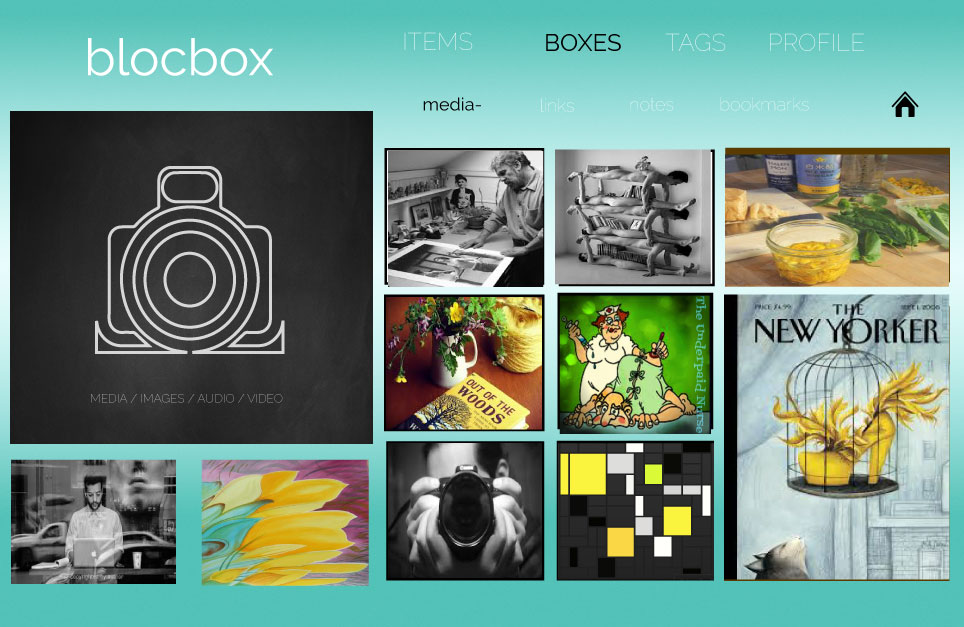 blocbox
ITEMS BOXES TAGS PROFILE
media- links notes bookmarks
MEDIA / IMAGES / AUDIO / VIDEO
OUT OF THE
WOODS
The Underpaid Nurse
PRICE $4.99 THE SEPT. 1, 2008
NEW YORKER